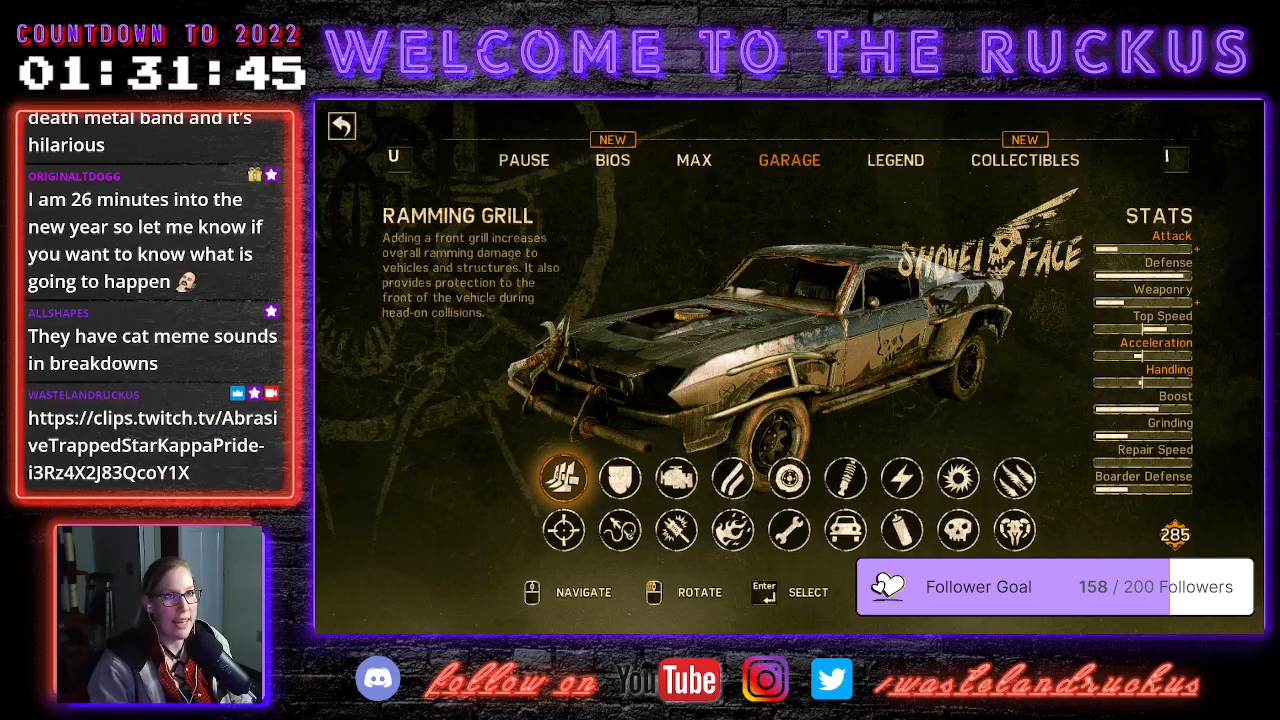 COUNTDOWN TO 2022
01:31:45
WELCOME TO THE RUCKUS
death metal band and it's
hilarious
ORIGINALTDOGG
I am 26 minutes into the
new year so let me know if
you want to know what is
going to happen
ALLSHAPES
They have cat meme sounds
in breakdowns
WASTELANDRUCKUS
https://clips.twitch.tv/Abrasi
veTrappedStarKappaPride-
i3Rz4X2J83QcoY1X
NEW
NEW
U
PAUSE
BIOS
MAX
GARAGE
LEGEND
COLLECTIBLES
I
RAMMING GRILL
Adding a front grill increases
overall ramming damage to
vehicles and structures. It also
provides protection to the
front of the vehicle during
head-on collisions.
SHOVEL FACE
STATS
Attack
Defense
Weaponry
Top Speed
Acceleration
Handling
Boost
Grinding
Repair Speed
Boarder Defense
285
NAVIGATE
ROTATE
Enter
SELECT
Follower Goal
158 / 200 Followers
follow on
YouTube
/wastelandruckus